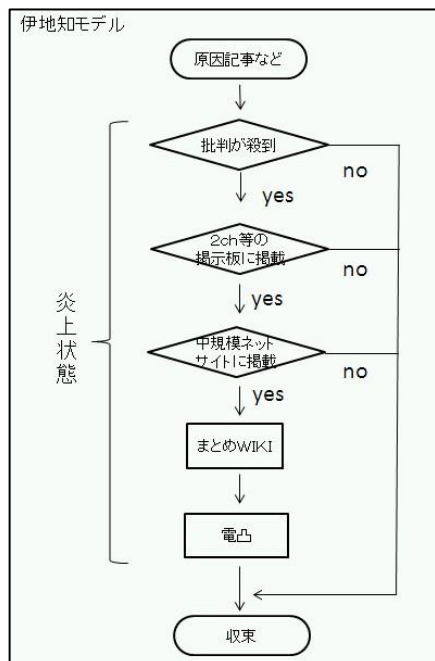 伊地知モデル
原因記事など
批判が殺到
no
yes
2ch等の
掲示板に掲載
no
yes
炎上状態
中規模ネット
サイトに掲載
no
yes
まとめWIKI
電凸
収束